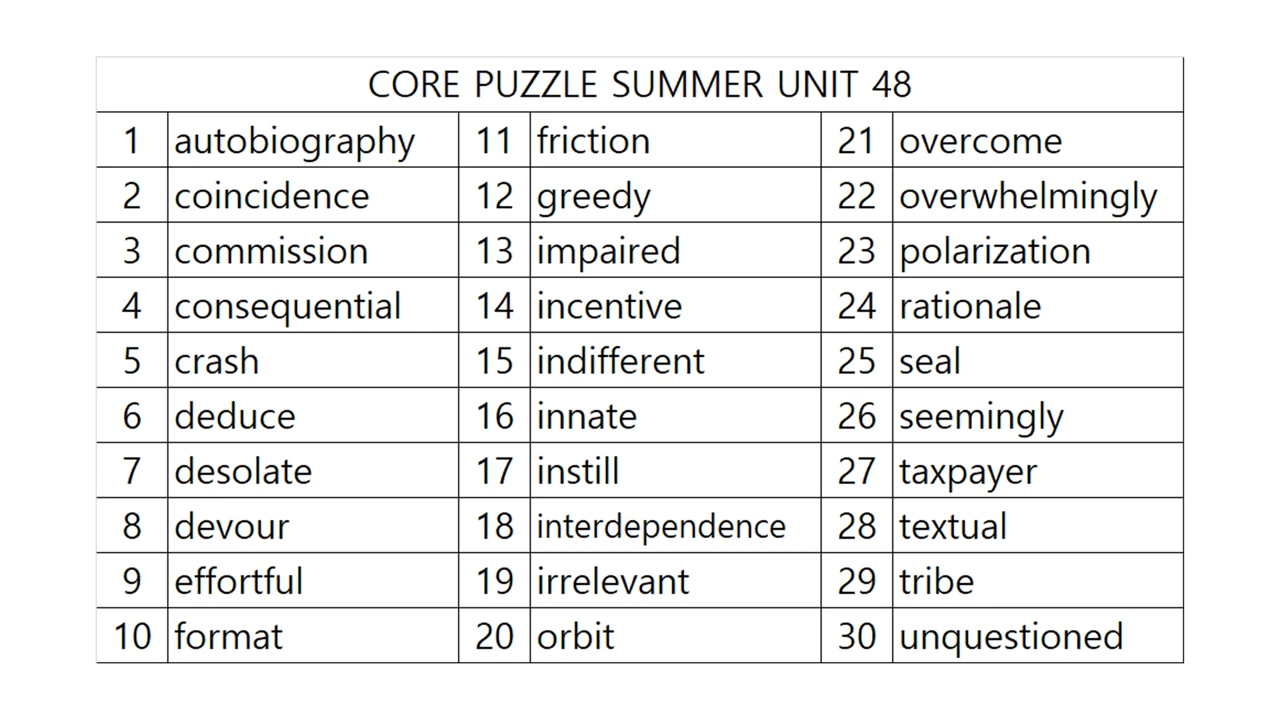 CORE PUZZLE SUMMER UNIT 48
1 autobiography 11 friction 21 overcome
2 coincidence 12 greedy 22 overwhelmingly
3 commission 13 impaired 23 polarization
4 consequential 14 incentive 24 rationale
5 crash 15 indifferent 25 seal
6 deduce 16 innate 26 seemingly
7 desolate 17 instill 27 taxpayer
8 devour 18 interdependence 28 textual
9 effortful 19 irrelevant 29 tribe
10 format 20 orbit 30 unquestioned